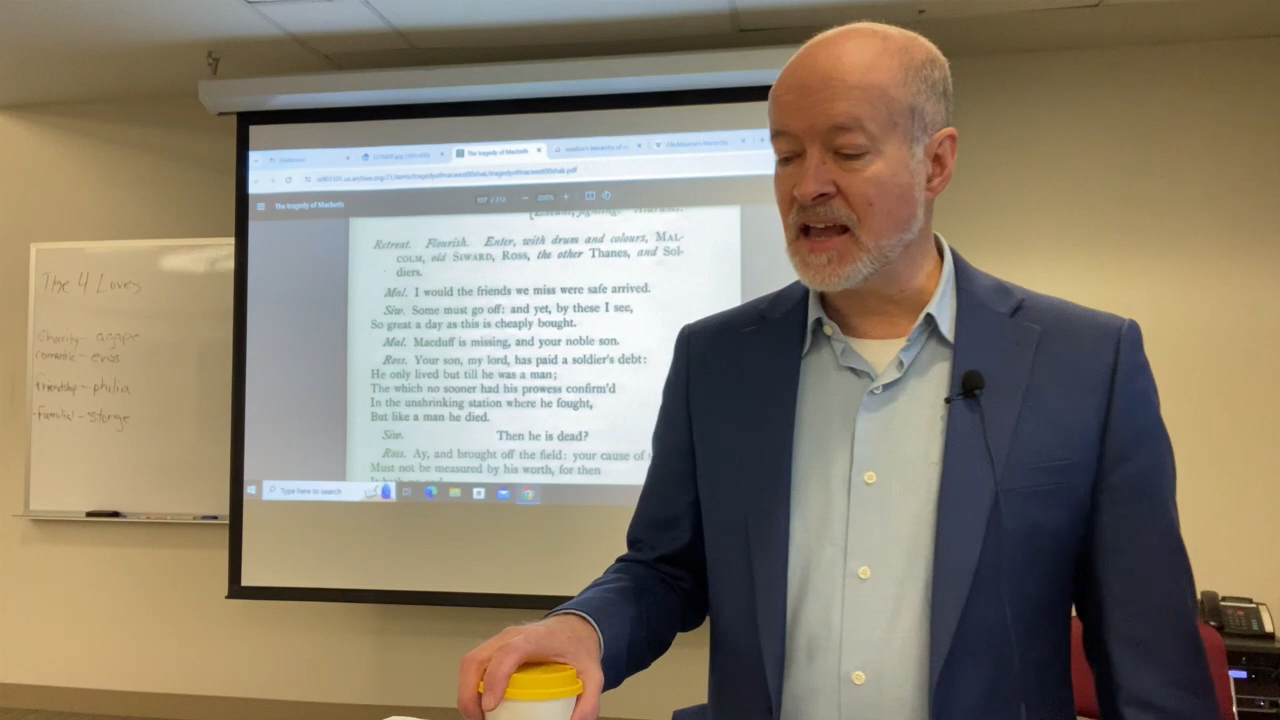 The 4 Loves
Charity - agape
romantic - eros
friendship - philia
Familial - storge
The tragedy of Macbeth
The tragedy of Macbeth
107 / 212
200%
Retreat. Flourish. Enter, with drum and colours, MAL-
COLM, old SIWARD, ROSS, the other Thanes, and Sol-
diers.
Mal. I would the friends we miss were safe arrived.
Siw. Some must go off: and yet, by these I see,
So great a day as this is cheaply bought.
Mal. Macduff is missing, and your noble son.
Ross. Your son, my lord, has paid a soldier's debt:
He only lived but till he was a man;
The which no sooner had his prowess confirm'd
In the unshrinking station where he fought,
But like a man he died.
Siw. Then he is dead?
Ross. Ay, and brought off the field: your cause of
Must not be measured by his worth, for then
Type here to search